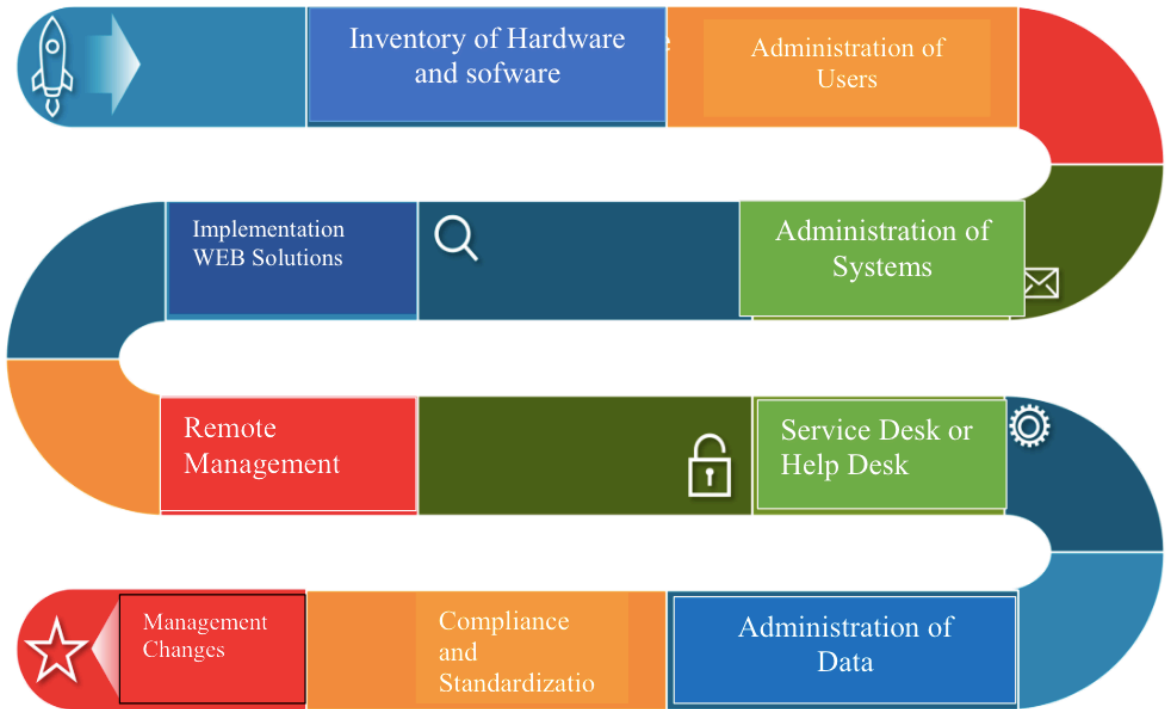 Inventory of Hardware
and sofware
Administration of
Users
Implementation
WEB Solutions
Administration of
Systems
Remote
Management
Service Desk or
Help Desk
Management
Changes
Compliance
and
Standardizatio
Administration of
Data